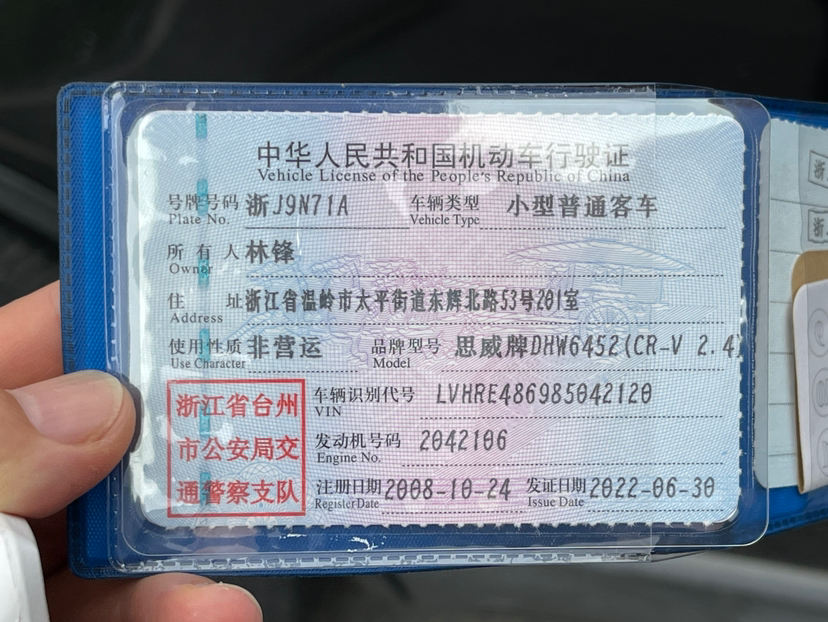 中华人民共和国机动车行驶证
Vehicle License of the People's Republic of China
号牌号码 浙J9N71A 车辆类型 小型普通客车
Plate No. Vehicle Type
所有人 林锋
Owner
住址 浙江省温岭市太平街道东辉北路53号201室
Address
使用性质 非营运 品牌型号 思威牌DHW6452(CR-V 2.4)
Use Character Model
浙江省台州
市公安局交
通警察支队
车辆识别代号 LVHRE486985042120
VIN
发动机号码 2042106
Engine No.
注册日期 2008-10-24 发证日期 2022-06-30
Register Date Issue Date
浙
浙